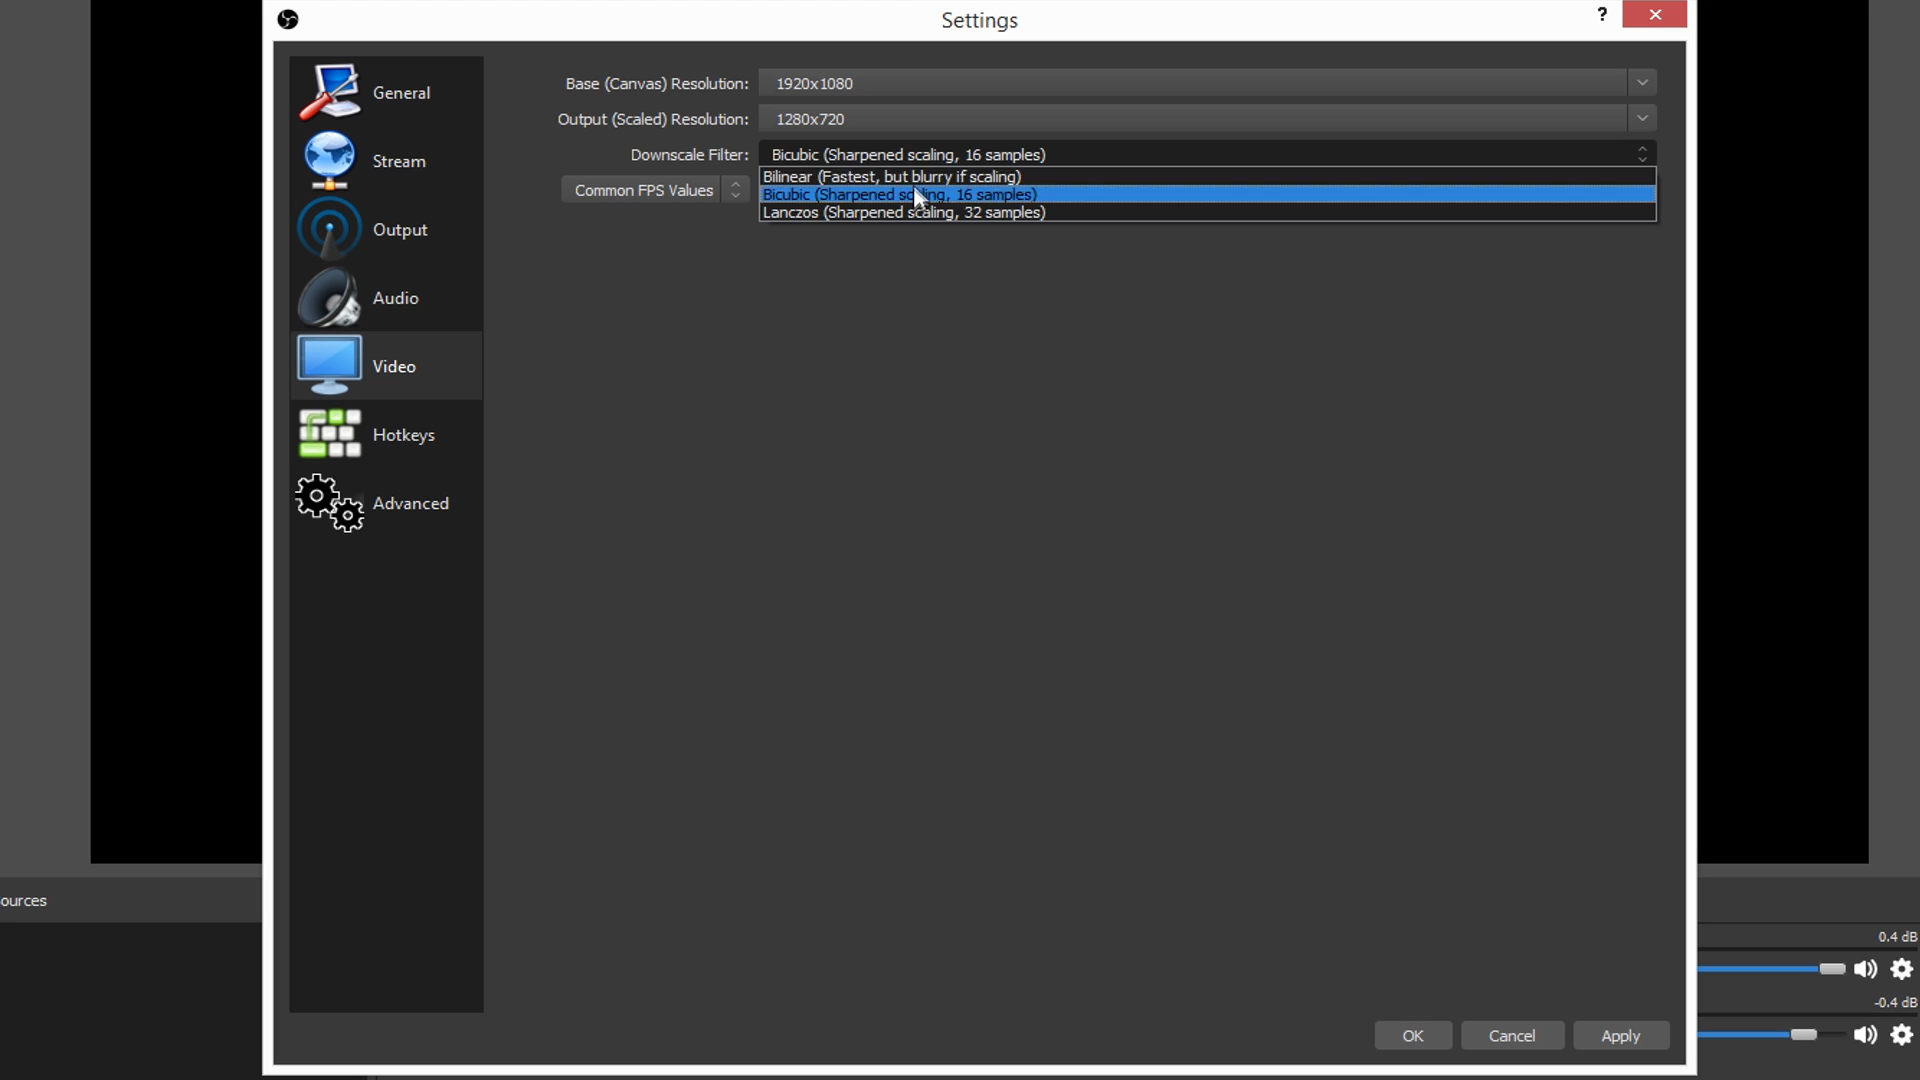 Settings
?
General
Stream
Output
Audio
Video
Hotkeys
Advanced
Base (Canvas) Resolution: 1920x1080
Output (Scaled) Resolution: 1280x720
Downscale Filter: Bicubic (Sharpened scaling, 16 samples)
Bilinear (Fastest, but blurry if scaling)
Common FPS Values
Bicubic (Sharpened scaling, 16 samples)
Lanczos (Sharpened scaling, 32 samples)
ources
0.4 dB
-0.4 dB
OK
Cancel
Apply